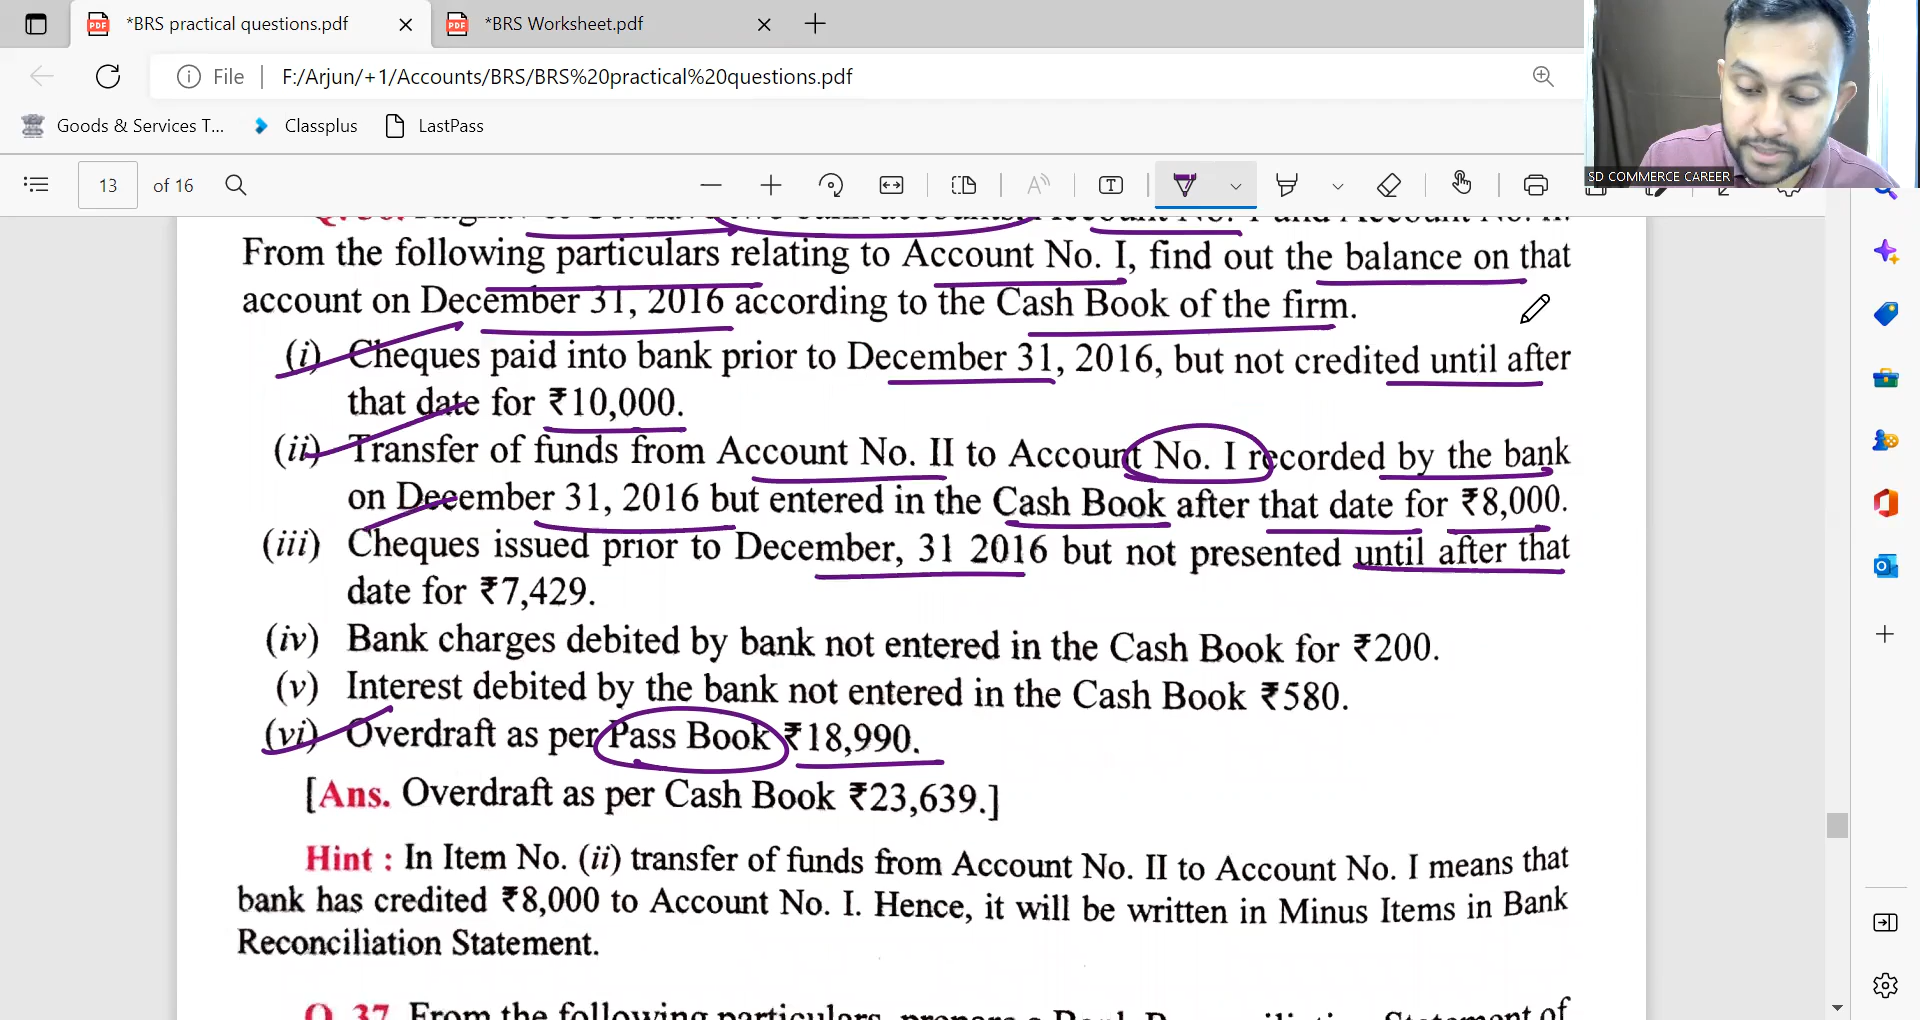 *BRS practical questions.pdf
*BRS Worksheet.pdf
File
F:/Arjun/+1/Accounts/BRS/BRS%20practical%20questions.pdf
Goods & Services T...
Classplus
LastPass
13 of 16
SD COMMERCE CAREER
From the following particulars relating to Account No. I, find out the balance on that
account on December 31, 2016 according to the Cash Book of the firm.
(i) Cheques paid into bank prior to December 31, 2016, but not credited until after
that date for ₹10,000.
(ii) Transfer of funds from Account No. II to Account No. I recorded by the bank
on December 31, 2016 but entered in the Cash Book after that date for ₹8,000.
(iii) Cheques issued prior to December, 31 2016 but not presented until after that
date for ₹7,429.
(iv) Bank charges debited by bank not entered in the Cash Book for ₹200.
(v) Interest debited by the bank not entered in the Cash Book ₹580.
(vi) Overdraft as per Pass Book ₹18,990.
[Ans. Overdraft as per Cash Book ₹23,639.]
Hint : In Item No. (ii) transfer of funds from Account No. II to Account No. I means that
bank has credited ₹8,000 to Account No. I. Hence, it will be written in Minus Items in Bank
Reconciliation Statement.
Q. 37. From the following particulars, prepare a Bank Reconciliation Statement of